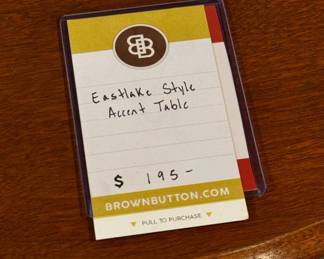 BB
Eastlake Style
Accent Table
$ 195-
BROWNBUTTON.COM
▼ PULL TO PURCHASE ▼